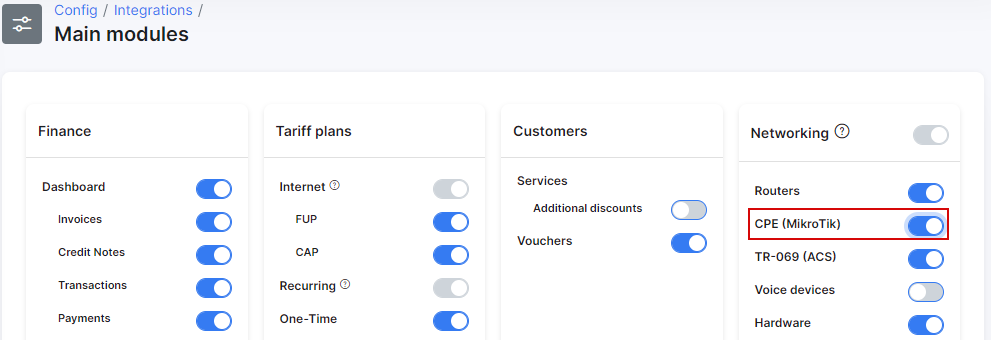 Config / Integrations /
Main modules
Finance
Dashboard
Invoices
Credit Notes
Transactions
Payments
Tariff plans
Internet ?
FUP
CAP
Recurring ?
One-Time
Customers
Services
Additional discounts
Vouchers
Networking ?
Routers
CPE (MikroTik)
TR-069 (ACS)
Voice devices
Hardware